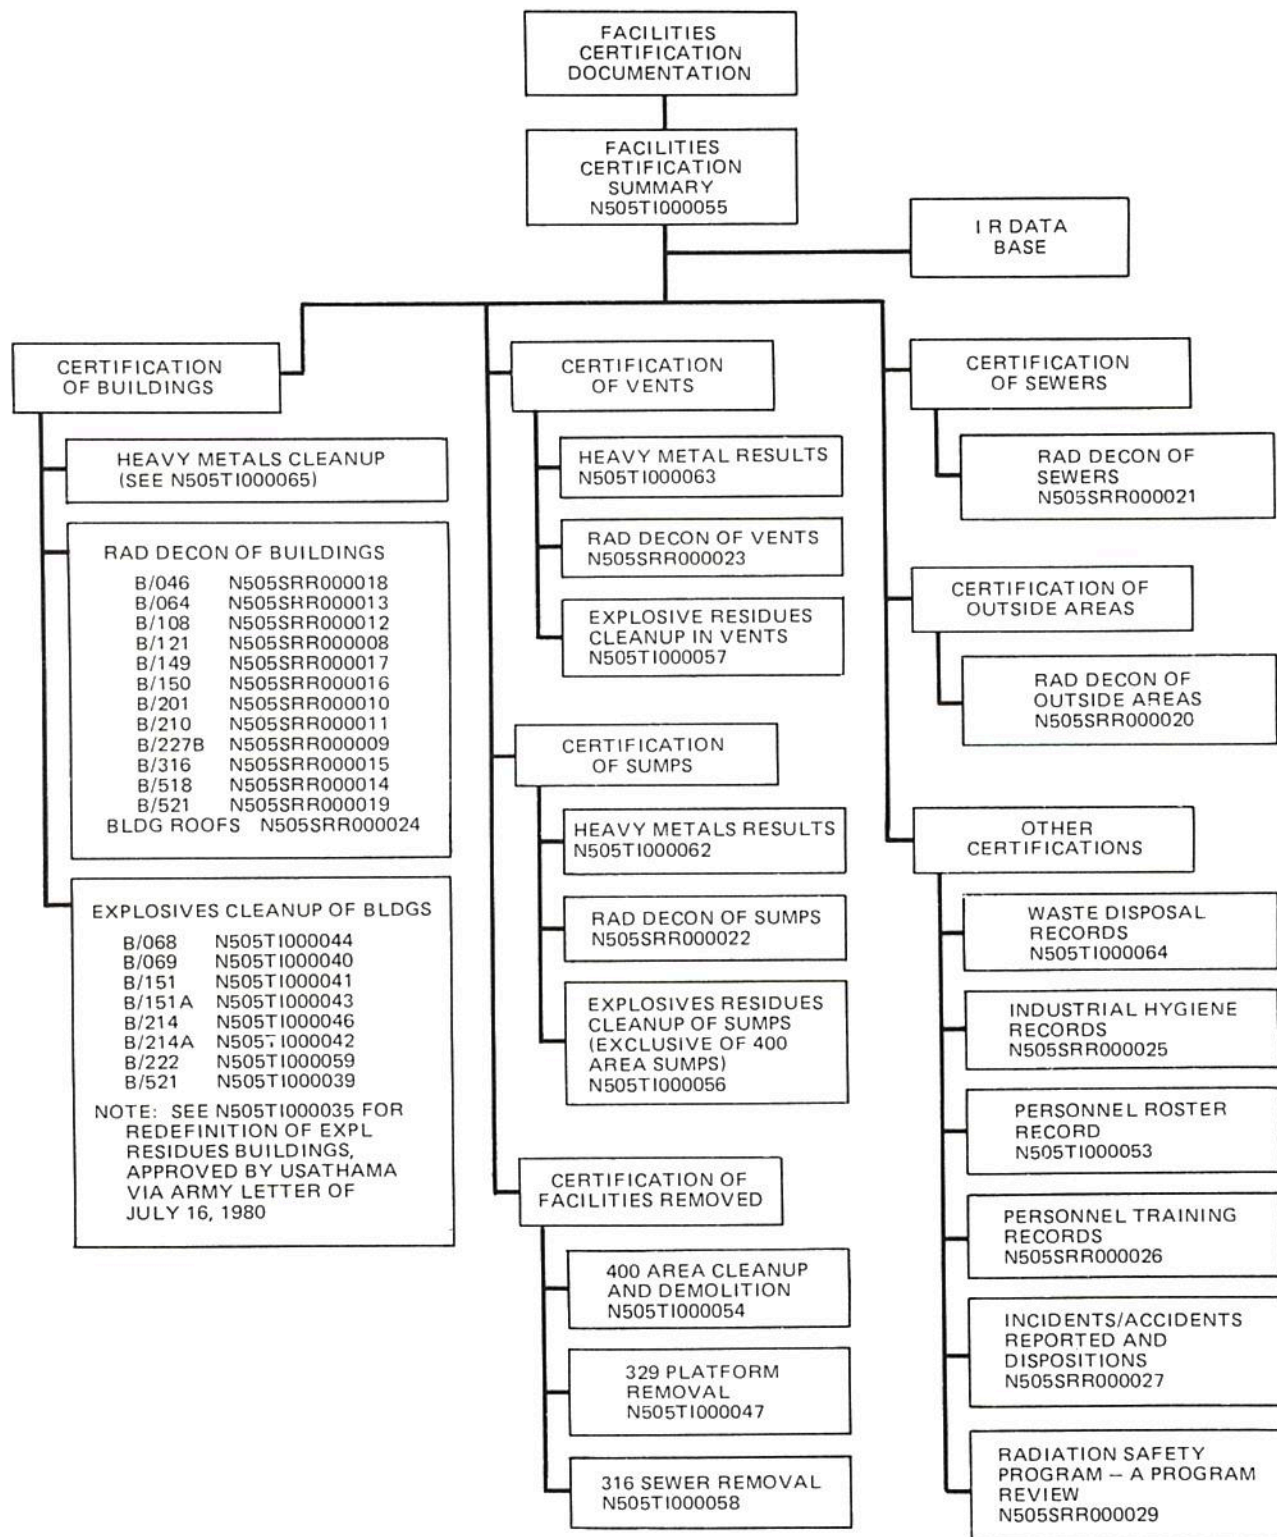 FACILITIES
CERTIFICATION
DOCUMENTATION
FACILITIES
CERTIFICATION
SUMMARY
N505TI000055
I R DATA
BASE
CERTIFICATION
OF BUILDINGS
HEAVY METALS CLEANUP
(SEE N505TI000065)
RAD DECON OF BUILDINGS
B/046 N505SRR000018
B/064 N505SRR000013
B/108 N505SRR000012
B/121 N505SRR000008
B/149 N505SRR000017
B/150 N505SRR000016
B/201 N505SRR000010
B/210 N505SRR000011
B/227B N505SRR000009
B/316 N505SRR000015
B/518 N505SRR000014
B/521 N505SRR000019
BLDG ROOFS N505SRR000024
EXPLOSIVES CLEANUP OF BLDGS
B/068 N505TI000044
B/069 N505TI000040
B/151 N505TI000041
B/151A N505TI000043
B/214 N505TI000046
B/214A N505TI000042
B/222 N505TI000059
B/521 N505TI000039
NOTE: SEE N505TI000035 FOR
REDEFINITION OF EXPL
RESIDUES BUILDINGS,
APPROVED BY USATHAMA
VIA ARMY LETTER OF
JULY 16, 1980
CERTIFICATION
OF VENTS
HEAVY METAL RESULTS
N505TI000063
RAD DECON OF VENTS
N505SRR000023
EXPLOSIVE RESIDUES
CLEANUP IN VENTS
N505TI000057
CERTIFICATION
OF SUMPS
HEAVY METALS RESULTS
N505TI000062
RAD DECON OF SUMPS
N505SRR000022
EXPLOSIVES RESIDUES
CLEANUP OF SUMPS
(EXCLUSIVE OF 400
AREA SUMPS)
N505TI000056
CERTIFICATION OF
FACILITIES REMOVED
400 AREA CLEANUP
AND DEMOLITION
N505TI000054
329 PLATFORM
REMOVAL
N505TI000047
316 SEWER REMOVAL
N505TI000058
CERTIFICATION
OF SEWERS
RAD DECON OF
SEWERS
N505SRR000021
CERTIFICATION OF
OUTSIDE AREAS
RAD DECON OF
OUTSIDE AREAS
N505SRR000020
OTHER
CERTIFICATIONS
WASTE DISPOSAL
RECORDS
N505TI000064
INDUSTRIAL HYGIENE
RECORDS
N505SRR000025
PERSONNEL ROSTER
RECORD
N505TI000053
PERSONNEL TRAINING
RECORDS
N505SRR000026
INCIDENTS/ACCIDENTS
REPORTED AND
DISPOSITIONS
N505SRR000027
RADIATION SAFETY
PROGRAM – A PROGRAM
REVIEW
N505SRR000029